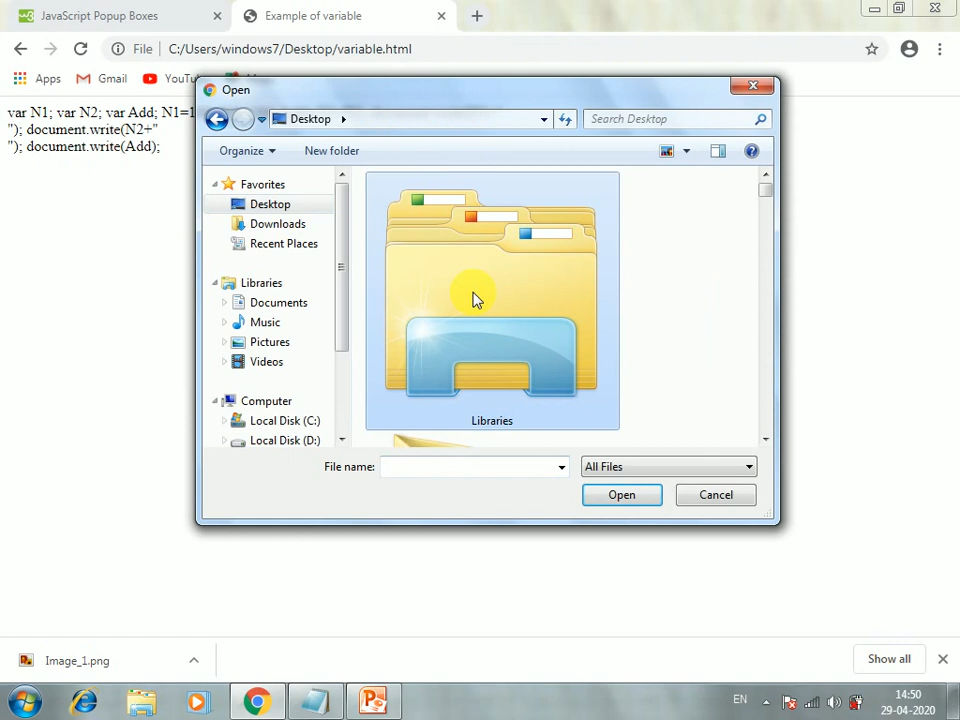 JavaScript Popup Boxes
Example of variable
File
C:/Users/windows7/Desktop/variable.html
Apps
Gmail
var N1; var N2; var Add; N1=1
"); document.write(N2+"
"); document.write(Add);
Open
Desktop
Search Desktop
Organize
New folder
Favorites
Desktop
Downloads
Recent Places
Libraries
Documents
Music
Pictures
Videos
Computer
Local Disk (C:)
Local Disk (D:)
Libraries
File name:
All Files
Open
Cancel
Image_1.png
Show all
EN
14:50
29-04-2020